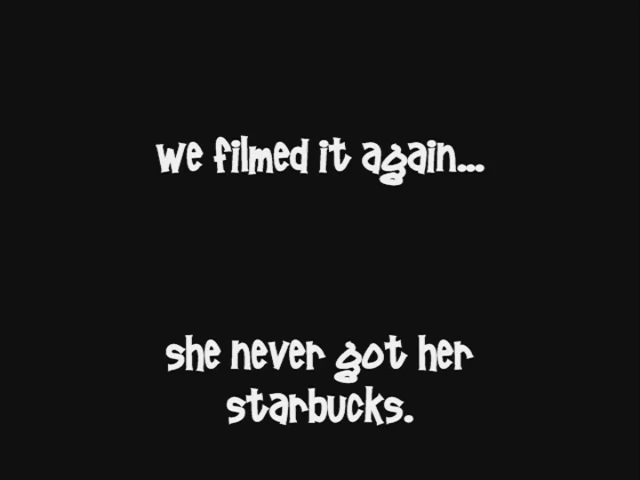 we filmed it again...
she never got her
starbucks.